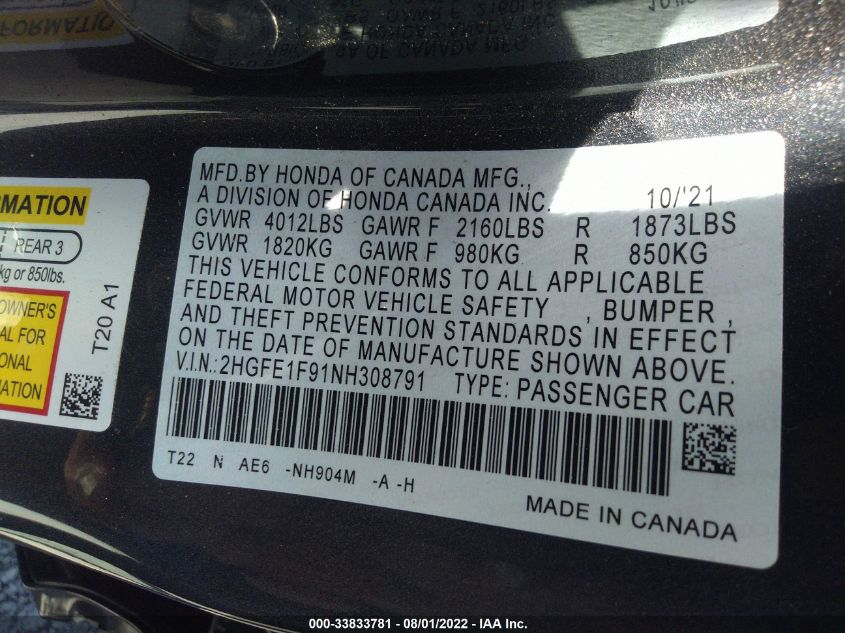 FORMATION
MFD.BY HONDA OF CANADA MFG.,
A DIVISION OF HONDA CANADA INC. 10/'21
GVWR 4012LBS GAWR F 2160LBS R 1873LBS
GVWR 1820KG GAWR F 980KG R 850KG
THIS VEHICLE CONFORMS TO ALL APPLICABLE
FEDERAL MOTOR VEHICLE SAFETY , BUMPER ,
AND THEFT PREVENTION STANDARDS IN EFFECT
ON THE DATE OF MANUFACTURE SHOWN ABOVE.
V.I.N.:2HGFE1F91NH308791 TYPE: PASSENGER CAR
T22 N AE6 -NH904M -A -H
MADE IN CANADA
RMATION
REAR 3
kg or 850lbs.
OWNER'S
AL FOR
ONAL
MATION
T20 A1
000-33833781 - 08/01/2022 - IAA Inc.